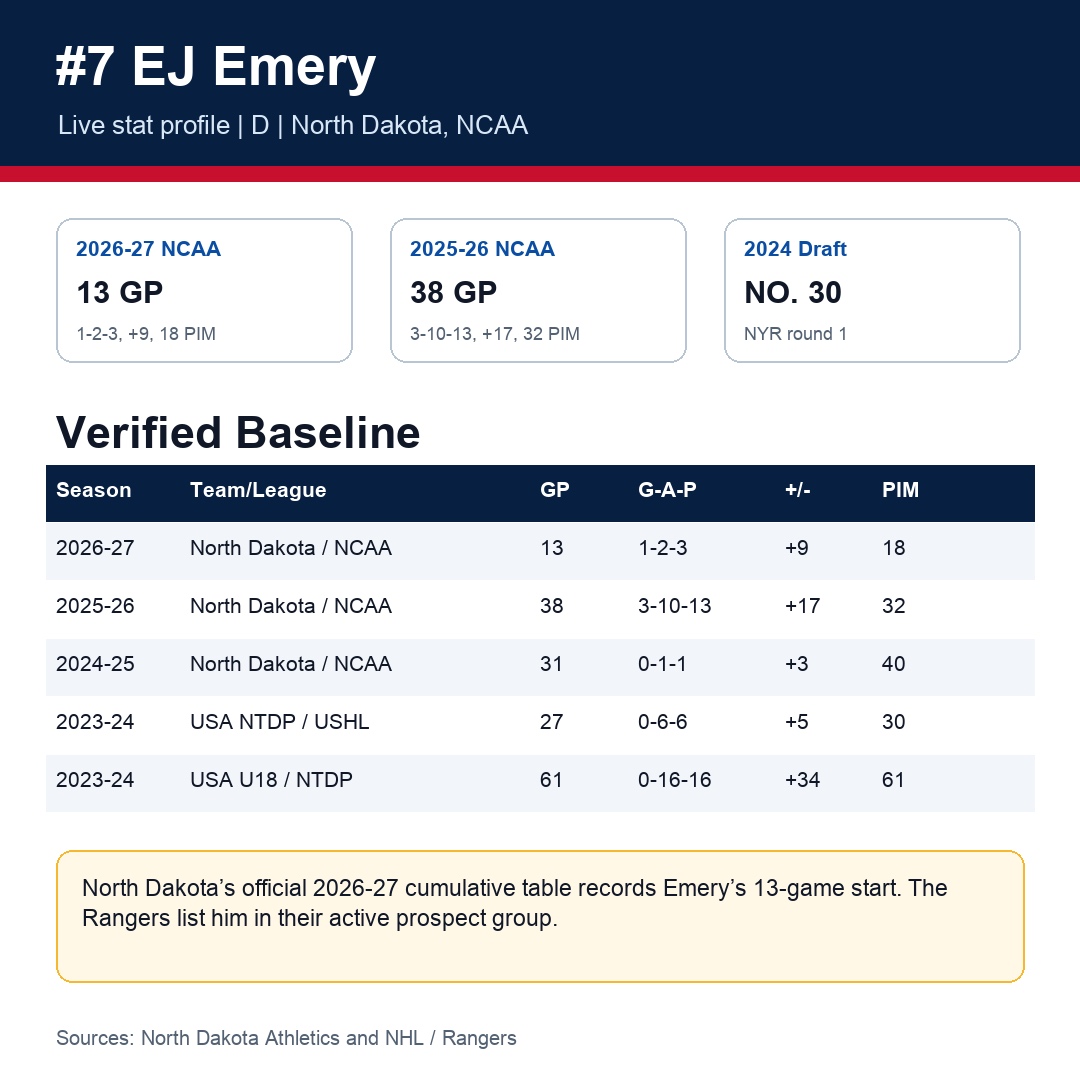 #7 EJ Emery
Live stat profile | D | North Dakota, NCAA
2026-27 NCAA
13 GP
1-2-3, +9, 18 PIM
2025-26 NCAA
38 GP
3-10-13, +17, 32 PIM
2024 Draft
NO. 30
NYR round 1
Verified Baseline
Season Team/League GP G-A-P +/- PIM
2026-27 North Dakota / NCAA 13 1-2-3 +9 18
2025-26 North Dakota / NCAA 38 3-10-13 +17 32
2024-25 North Dakota / NCAA 31 0-1-1 +3 40
2023-24 USA NTDP / USHL 27 0-6-6 +5 30
2023-24 USA U18 / NTDP 61 0-16-16 +34 61
North Dakota’s official 2026-27 cumulative table records Emery’s 13-game start. The
Rangers list him in their active prospect group.
Sources: North Dakota Athletics and NHL / Rangers